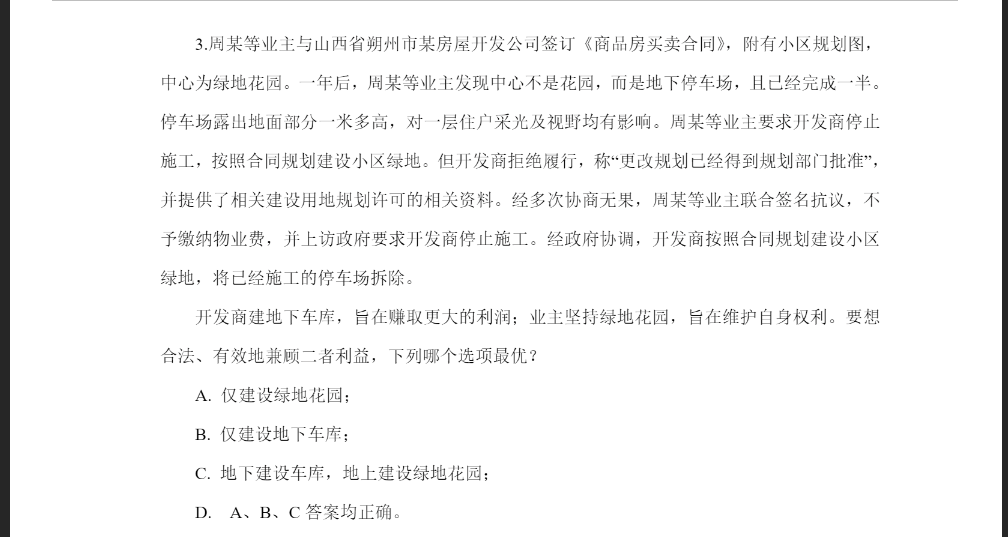 3.周某等业主与山西省朔州市某房屋开发公司签订《商品房买卖合同》，附有小区规划图，
中心为绿地花园。一年后，周某等业主发现中心不是花园，而是地下停车场，且已经完成一半。
停车场露出地面部分一米多高，对一层住户采光及视野均有影响。周某等业主要求开发商停止
施工，按照合同规划建设小区绿地。但开发商拒绝履行，称“更改规划已经得到规划部门批准”，
并提供了相关建设用地规划许可的相关资料。经多次协商无果，周某等业主联合签名抗议，不
予缴纳物业费，并上访政府要求开发商停止施工。经政府协调，开发商按照合同规划建设小区
绿地，将已经施工的停车场拆除。
开发商建地下车库，旨在赚取更大的利润；业主坚持绿地花园，旨在维护自身权利。要想
合法、有效地兼顾二者利益，下列哪个选项最优？
A. 仅建设绿地花园；
B. 仅建设地下车库；
C. 地下建设车库，地上建设绿地花园；
D. A、B、C 答案均正确。